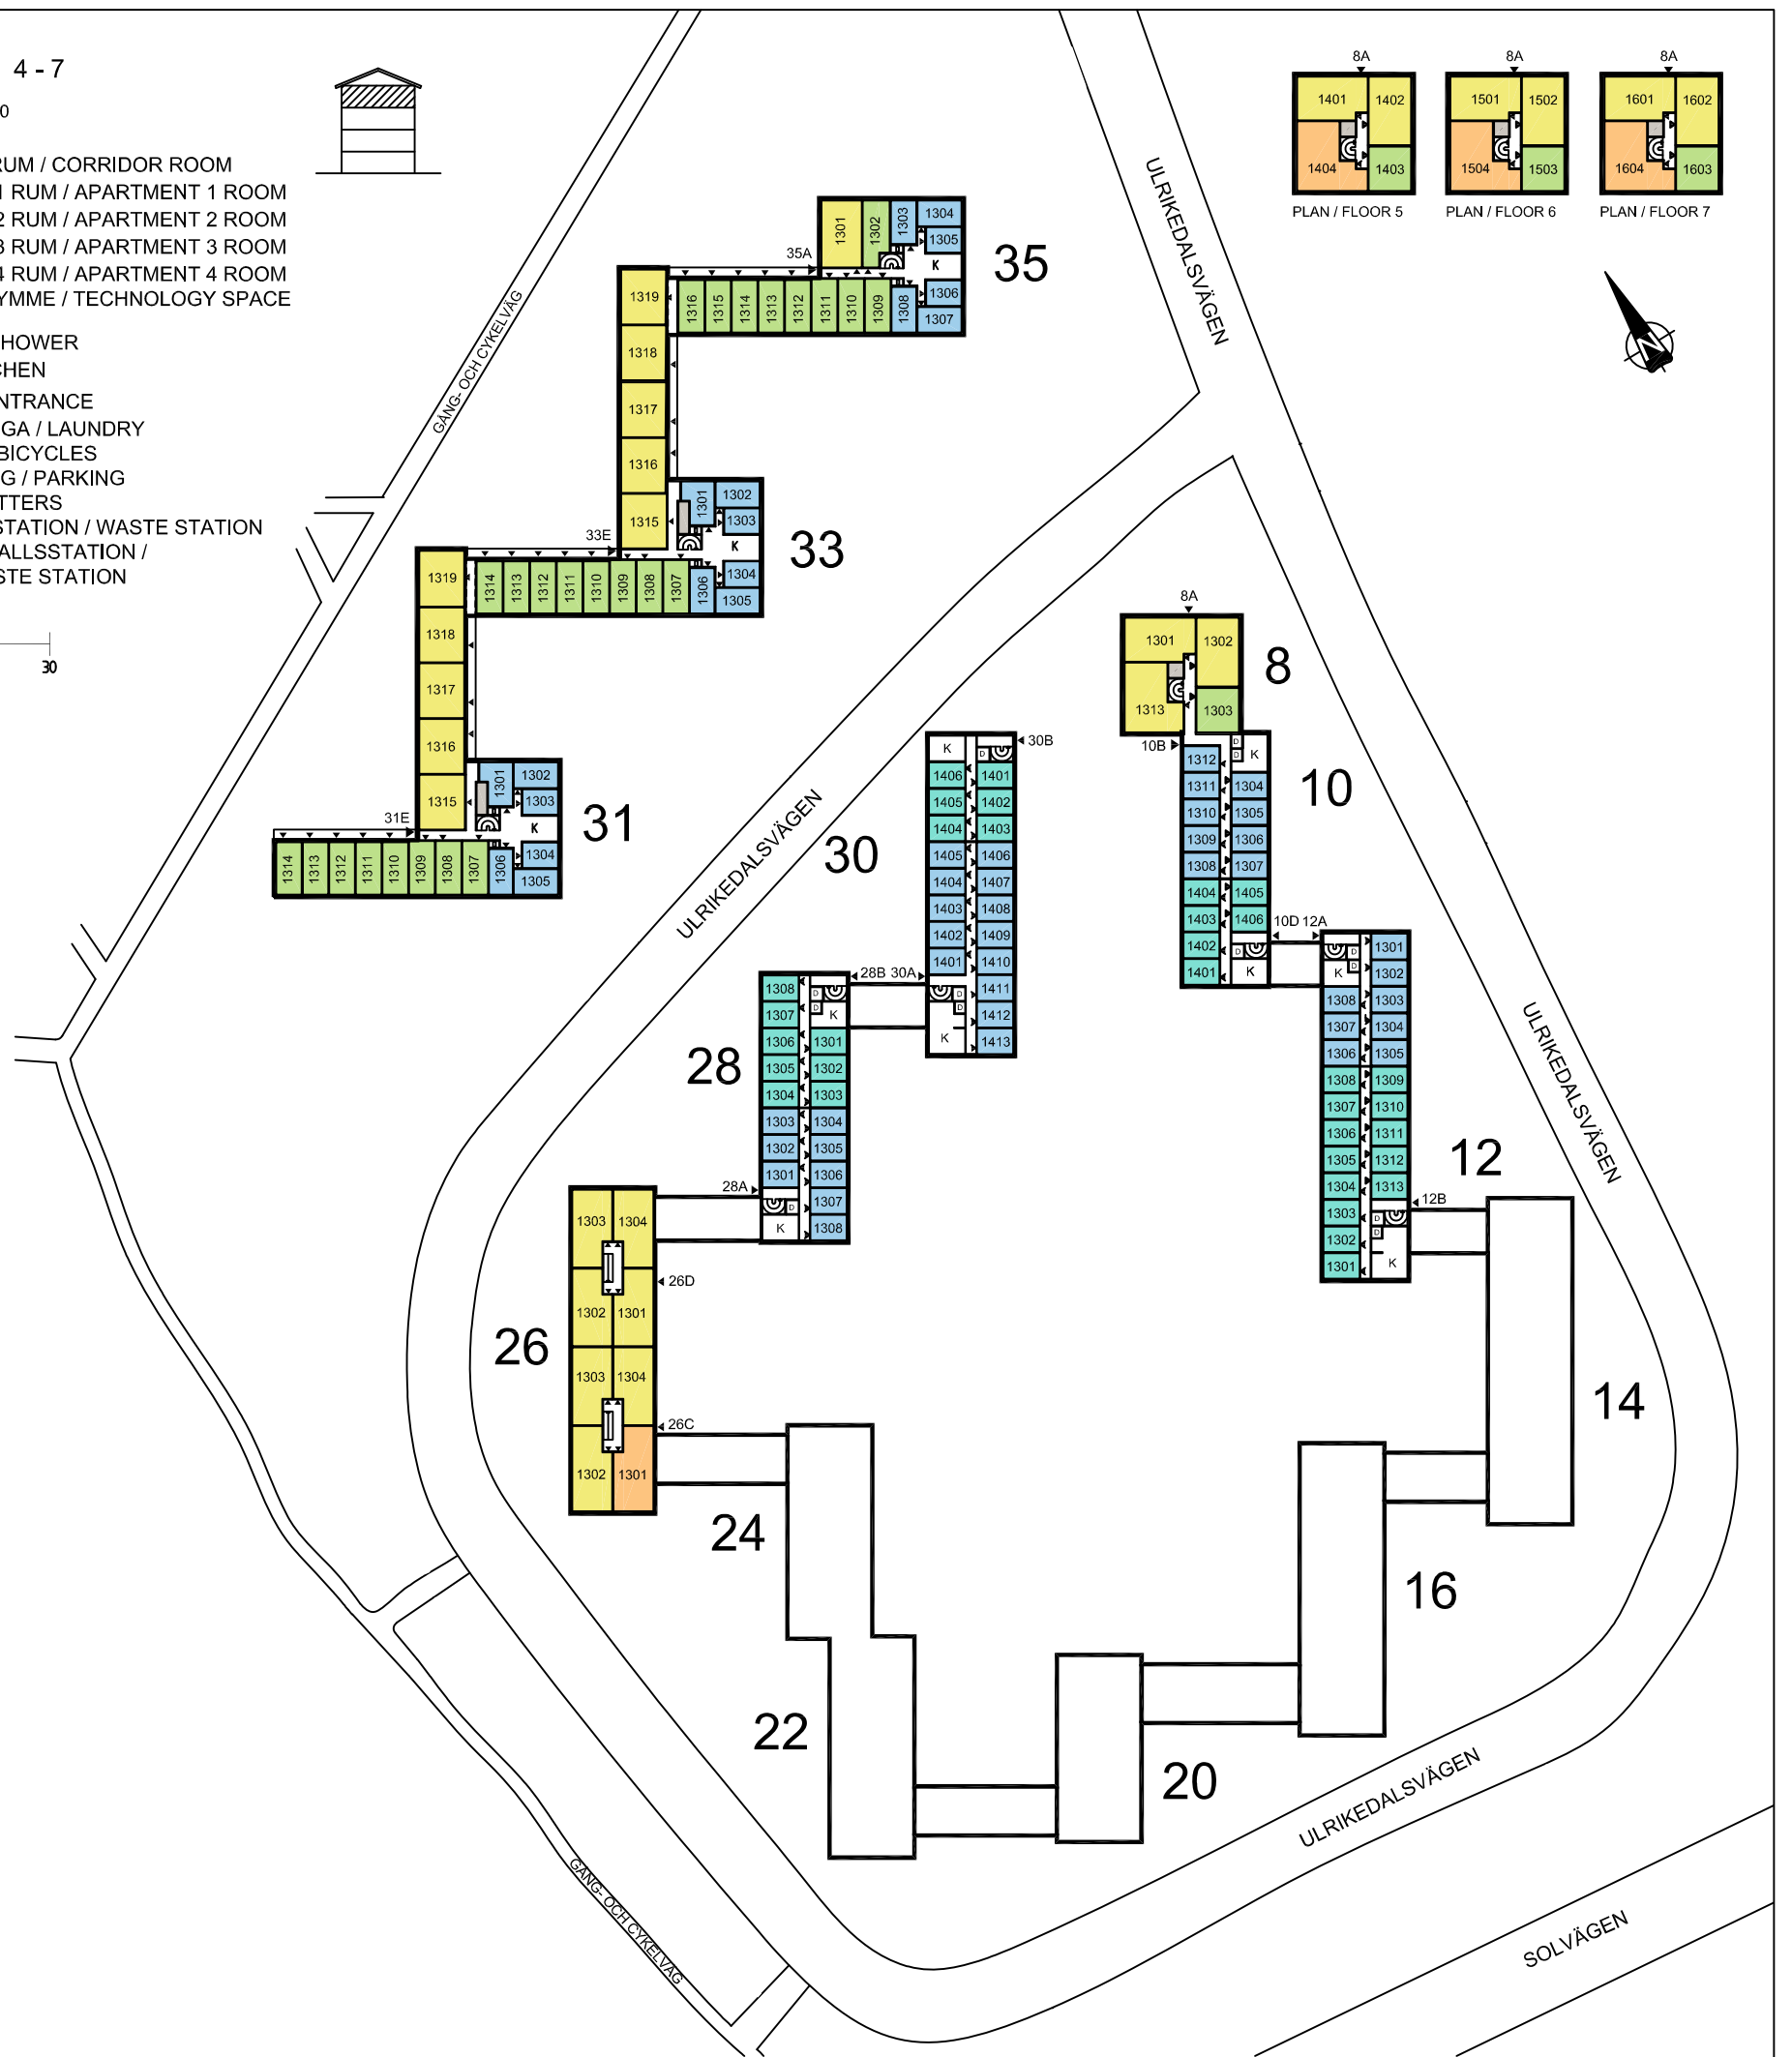 4 - 7
0
RUM / CORRIDOR ROOM
1 RUM / APARTMENT 1 ROOM
2 RUM / APARTMENT 2 ROOM
3 RUM / APARTMENT 3 ROOM
4 RUM / APARTMENT 4 ROOM
YMME / TECHNOLOGY SPACE
HOWER
CHEN
NTRANCE
GA / LAUNDRY
BICYCLES
G / PARKING
TTERS
STATION / WASTE STATION
ALLSSTATION /
STE STATION
30
8A
1401
1402
1404
1403
PLAN / FLOOR 5
8A
1501
1502
1504
1503
PLAN / FLOOR 6
8A
1601
1602
1604
1603
PLAN / FLOOR 7
N
GÅNG- OCH CYKELVÄG
ULRIKEDALSVÄGEN
35
35A
1301
1302
1303
1304
1305
K
1306
1307
1308
1319
1316
1315
1314
1313
1312
1311
1310
1309
1318
1317
1316
1315
33
33E
1301
1302
1303
K
1304
1305
1306
1319
1314
1313
1312
1311
1310
1309
1308
1307
1318
1317
1316
1315
31
31E
1301
1302
1303
K
1304
1305
1306
1314
1313
1312
1311
1310
1309
1308
1307
ULRIKEDALSVÄGEN
8A
1301
1302
1313
1303
8
10B
10
D
D
K
1312
1311
1304
1310
1305
1309
1306
1308
1307
1404
1405
1403
1406
1402
D
1401
K
10D 12A
30B
30
K
D
1406
1401
1405
1402
1404
1403
1405
1406
1404
1407
1403
1408
1402
1409
1401
1410
D
1411
D
1412
K
1413
28B 30A
28
1308
D
1307
D
K
1306
1301
1305
1302
1304
1303
1303
1304
1302
1305
1301
1306
D
1307
K
1308
28A
12
D
1301
K
D
1302
1308
1303
1307
1304
1306
1305
1308
1309
1307
1310
1306
1311
1305
1312
1304
1313
1303
D
1302
D
1301
K
12B
ULRIKEDALSVÄGEN
26
1303
1304
26D
1302
1301
1303
1304
26C
1302
1301
24
22
20
16
14
ULRIKEDALSVÄGEN
GÅNG- OCH CYKELVÄG
SOLVÄGEN